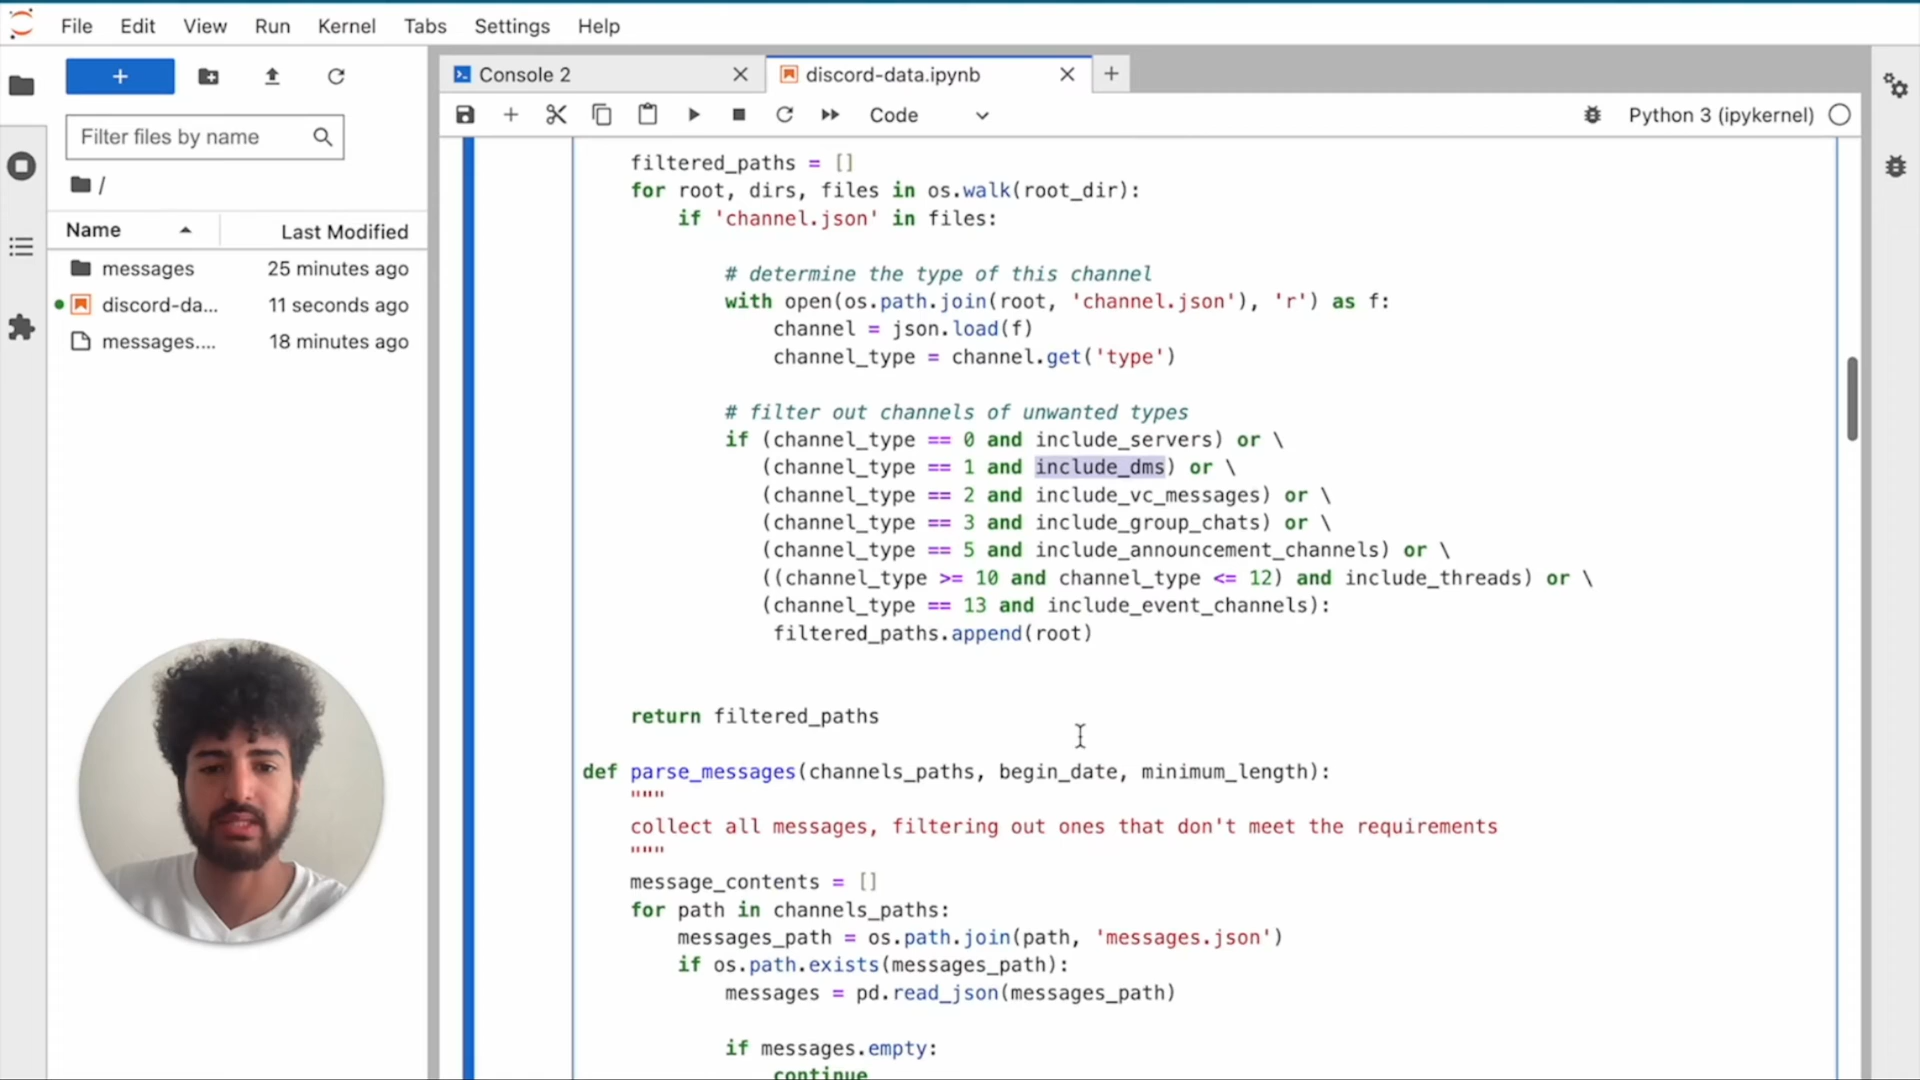 File Edit View Run Kernel Tabs Settings Help
+
Filter files by name
/
Name Last Modified
messages 25 minutes ago
discord-da... 11 seconds ago
messages.... 18 minutes ago
Console 2 discord-data.ipynb
Code Python 3 (ipykernel)
filtered_paths = []
for root, dirs, files in os.walk(root_dir):
if 'channel.json' in files:
# determine the type of this channel
with open(os.path.join(root, 'channel.json'), 'r') as f:
channel = json.load(f)
channel_type = channel.get('type')
# filter out channels of unwanted types
if (channel_type == 0 and include_servers) or \
(channel_type == 1 and include_dms) or \
(channel_type == 2 and include_vc_messages) or \
(channel_type == 3 and include_group_chats) or \
(channel_type == 5 and include_announcement_channels) or \
((channel_type >= 10 and channel_type <= 12) and include_threads) or \
(channel_type == 13 and include_event_channels):
filtered_paths.append(root)
return filtered_paths
def parse_messages(channels_paths, begin_date, minimum_length):
"""
collect all messages, filtering out ones that don't meet the requirements
"""
message_contents = []
for path in channels_paths:
messages_path = os.path.join(path, 'messages.json')
if os.path.exists(messages_path):
messages = pd.read_json(messages_path)
if messages.empty:
continue